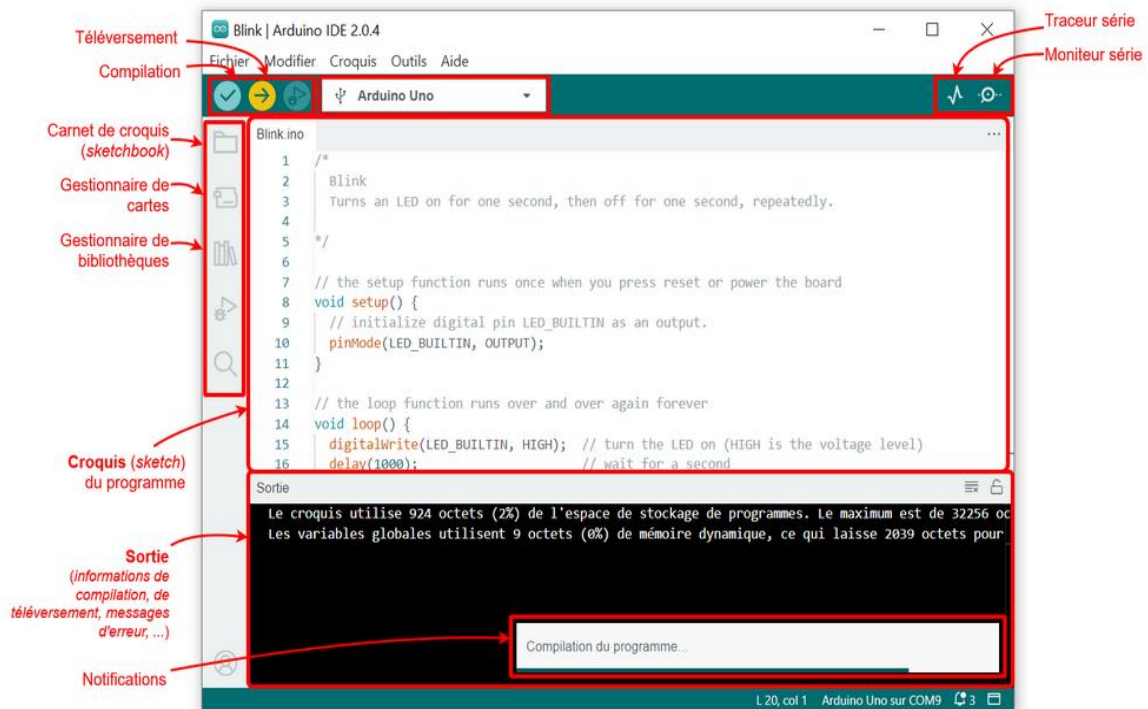 Traceur série
Moniteur série
Téléversement
Compilation
Carnet de croquis
(sketchbook)
Gestionnaire de
cartes
Gestionnaire de
bibliothèques
Croquis (sketch)
du programme
Sortie
(informations de
compilation, de
téléversement, messages
d'erreur, ...)
Notifications
Blink | Arduino IDE 2.0.4
Fichier Modifier Croquis Outils Aide
Arduino Uno
Blink.ino
1 /*
2 Blink
3 Turns an LED on for one second, then off for one second, repeatedly.
4
5 */
6
7 // the setup function runs once when you press reset or power the board
8 void setup() {
9 // initialize digital pin LED_BUILTIN as an output.
10 pinMode(LED_BUILTIN, OUTPUT);
11 }
12
13 // the loop function runs over and over again forever
14 void loop() {
15 digitalWrite(LED_BUILTIN, HIGH); // turn the LED on (HIGH is the voltage level)
16 delay(1000); // wait for a second
Sortie
Le croquis utilise 924 octets (2%) de l'espace de stockage de programmes. Le maximum est de 32256 oc
Les variables globales utilisent 9 octets (0%) de mémoire dynamique, ce qui laisse 2039 octets pour
Compilation du programme...
L 20, col 1 Arduino Uno sur COM9 3